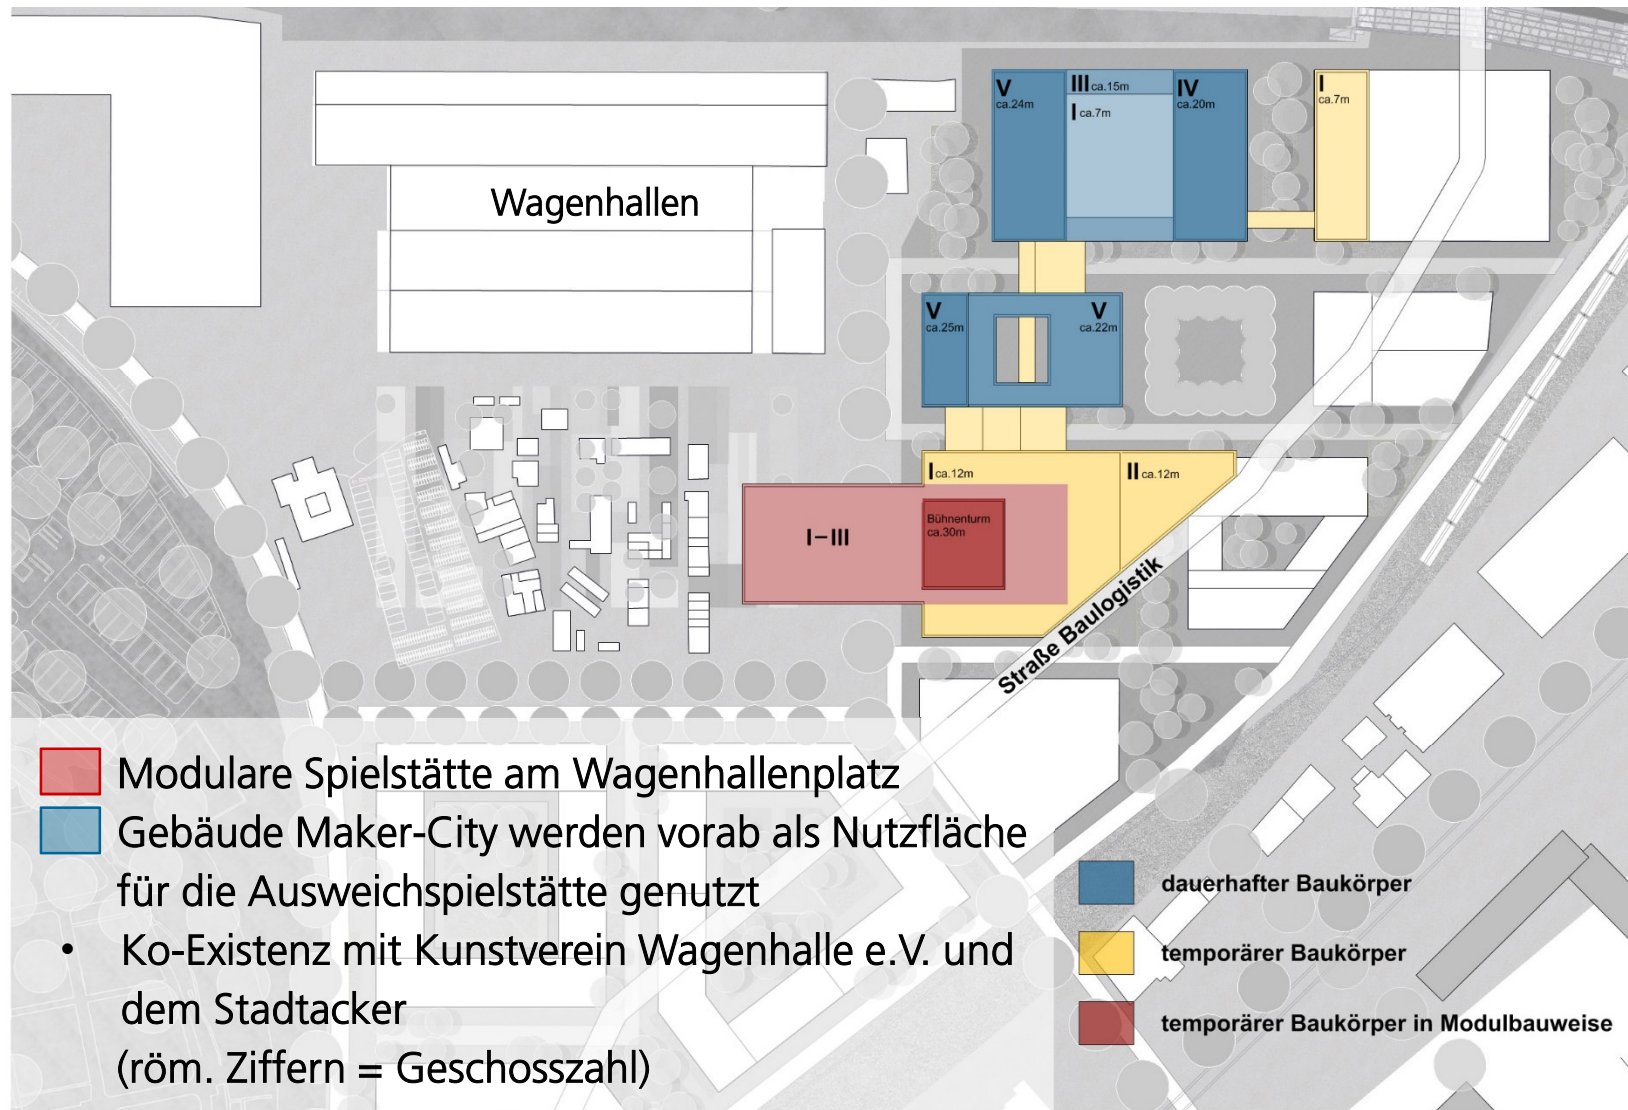 V
ca.24m
III ca.15m
I ca.7m
IV
ca.20m
I
ca.7m
Wagenhallen
V
ca.25m
V
ca.22m
I ca.12m
II ca.12m
Bühnenturm
ca.30m
I–III
Straße Baulogistik
Modulare Spielstätte am Wagenhallenplatz
Gebäude Maker-City werden vorab als Nutzfläche
für die Ausweichspielstätte genutzt
• Ko-Existenz mit Kunstverein Wagenhalle e.V. und
dem Stadtacker
(röm. Ziffern = Geschosszahl)
dauerhafter Baukörper
temporärer Baukörper
temporärer Baukörper in Modulbauweise